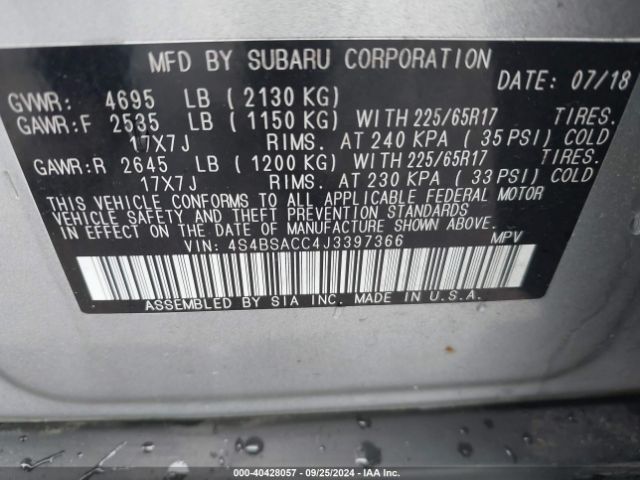 MFD BY SUBARU CORPORATION
DATE: 07/18
GVWR: 4695 LB (2130 KG)
GAWR:F 2535 LB (1150 KG) WITH 225/65R17 TIRES.
17X7J RIMS. AT 240 KPA (35 PSI) COLD
GAWR:R 2645 LB (1200 KG) WITH 225/65R17 TIRES.
17X7J RIMS. AT 230 KPA (33 PSI) COLD
THIS VEHICLE CONFORMS TO ALL APPLICABLE FEDERAL MOTOR
VEHICLE SAFETY AND THEFT PREVENTION STANDARDS
IN EFFECT ON THE DATE OF MANUFACTURE SHOWN ABOVE.
VIN: 4S4BSACC4J3397366 MPV
ASSEMBLED BY SIA INC. MADE IN U.S.A.
000-40428057 - 09/25/2024 - IAA Inc.